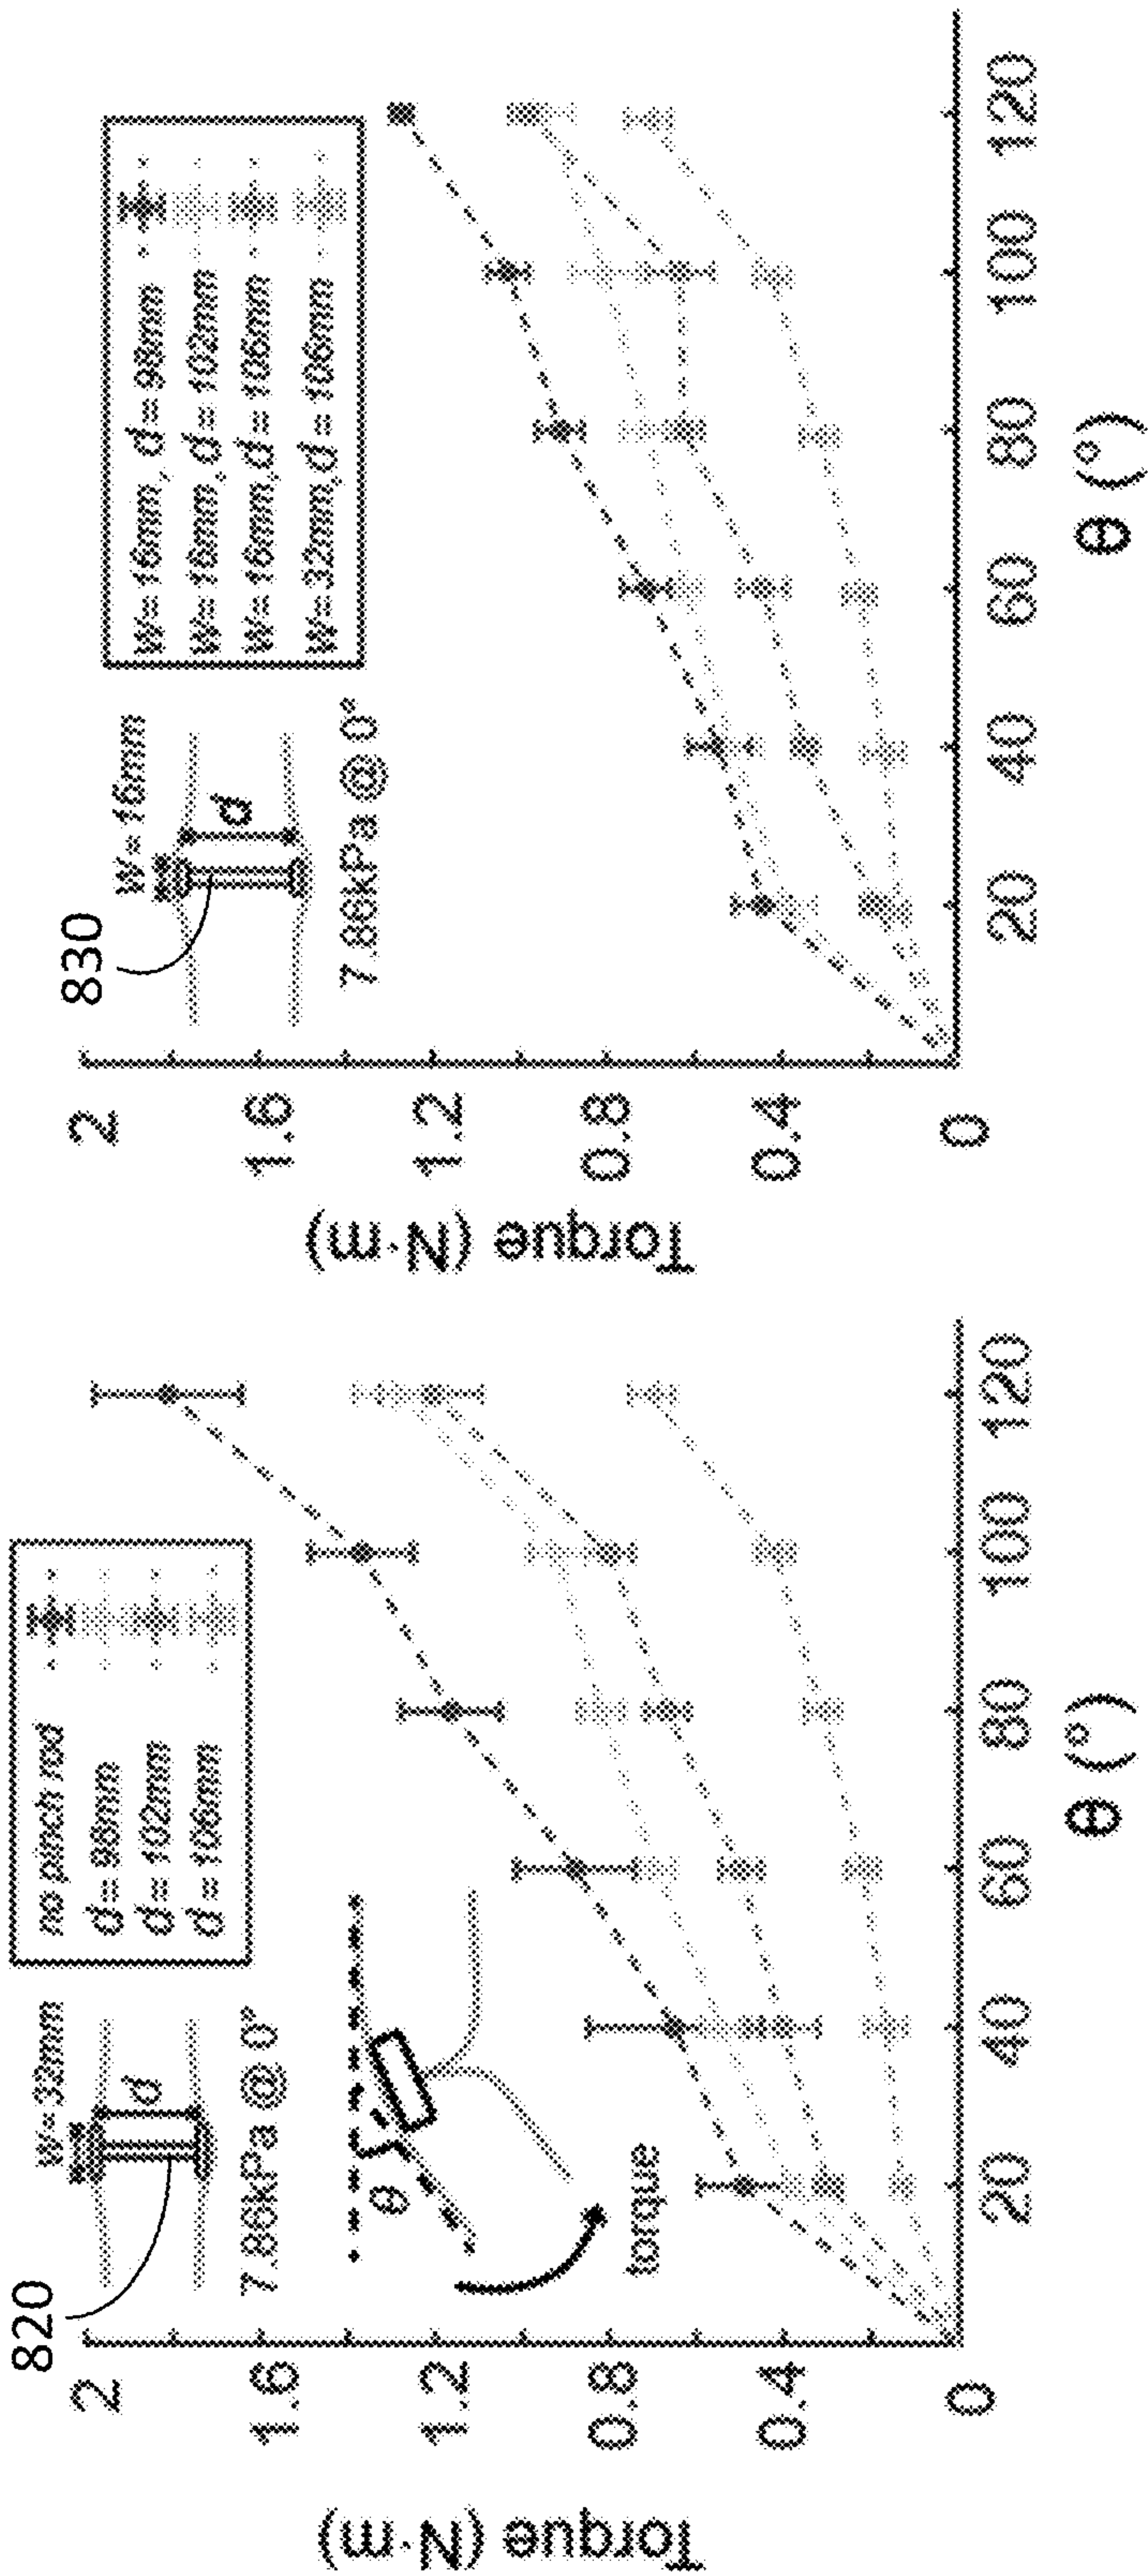 820
W=32mm
d
7.86kPa @ 0°
no pinch rod
d=98mm
d=102mm
d=106mm
θ
torque
Torque (N·m)
2
1.6
1.2
0.8
0.4
0
20
40
60
80
100
120
θ (°)
830
W=16mm
d
7.86kPa @ 0°
W=16mm, d=98mm
W=16mm, d=102mm
W=16mm, d=106mm
W=32mm, d=106mm
Torque (N·m)
2
1.6
1.2
0.8
0.4
0
20
40
60
80
100
120
θ (°)